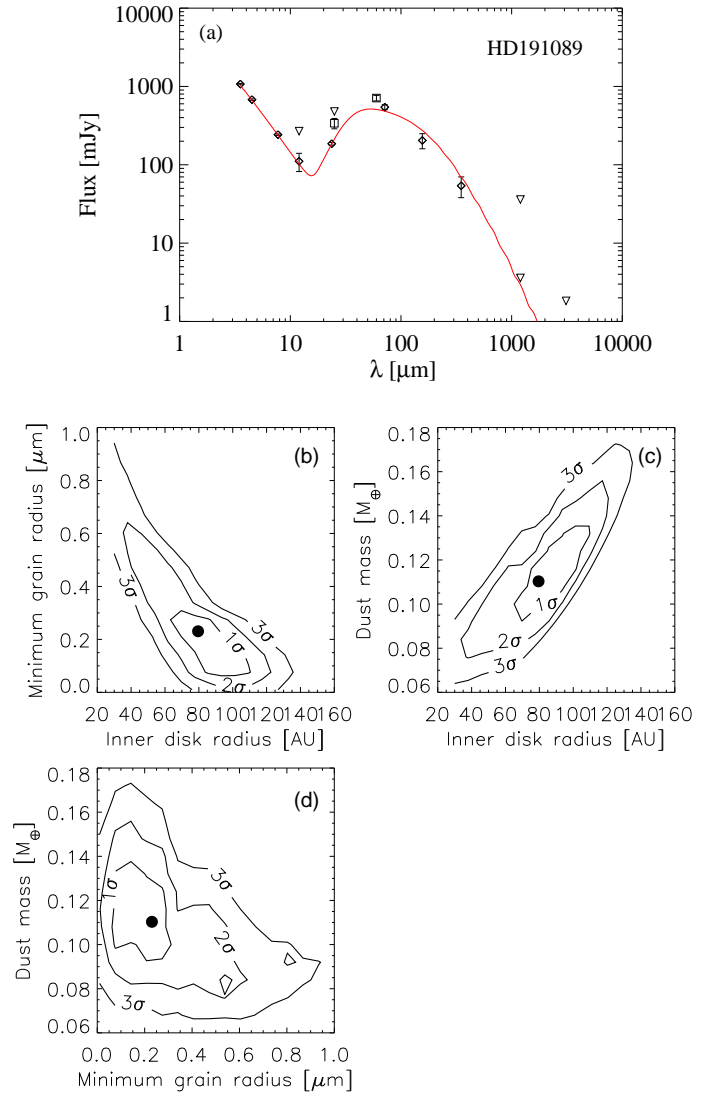 (a)
HD191089
Flux [mJy]
1000
1000
100
10
1
1 10 100 1000 10000
λ [μm]
(b)
Minimum grain radius [μm]
1.0
0.8
0.6
0.4
0.2
0.0
3σ
1σ
3σ
2σ
20 40 60 80 100 120 140 160
Inner disk radius [AU]
(c)
Dust mass [M⊕]
0.18
0.16
0.14
0.12
0.10
0.08
0.06
3σ
1σ
2σ
3σ
20 40 60 80 100 120 140 160
Inner disk radius [AU]
(d)
Dust mass [M⊕]
0.18
0.16
0.14
0.12
0.10
0.08
0.06
1σ
3σ
2σ
3σ
0.0 0.2 0.4 0.6 0.8 1.0
Minimum grain radius [μm]